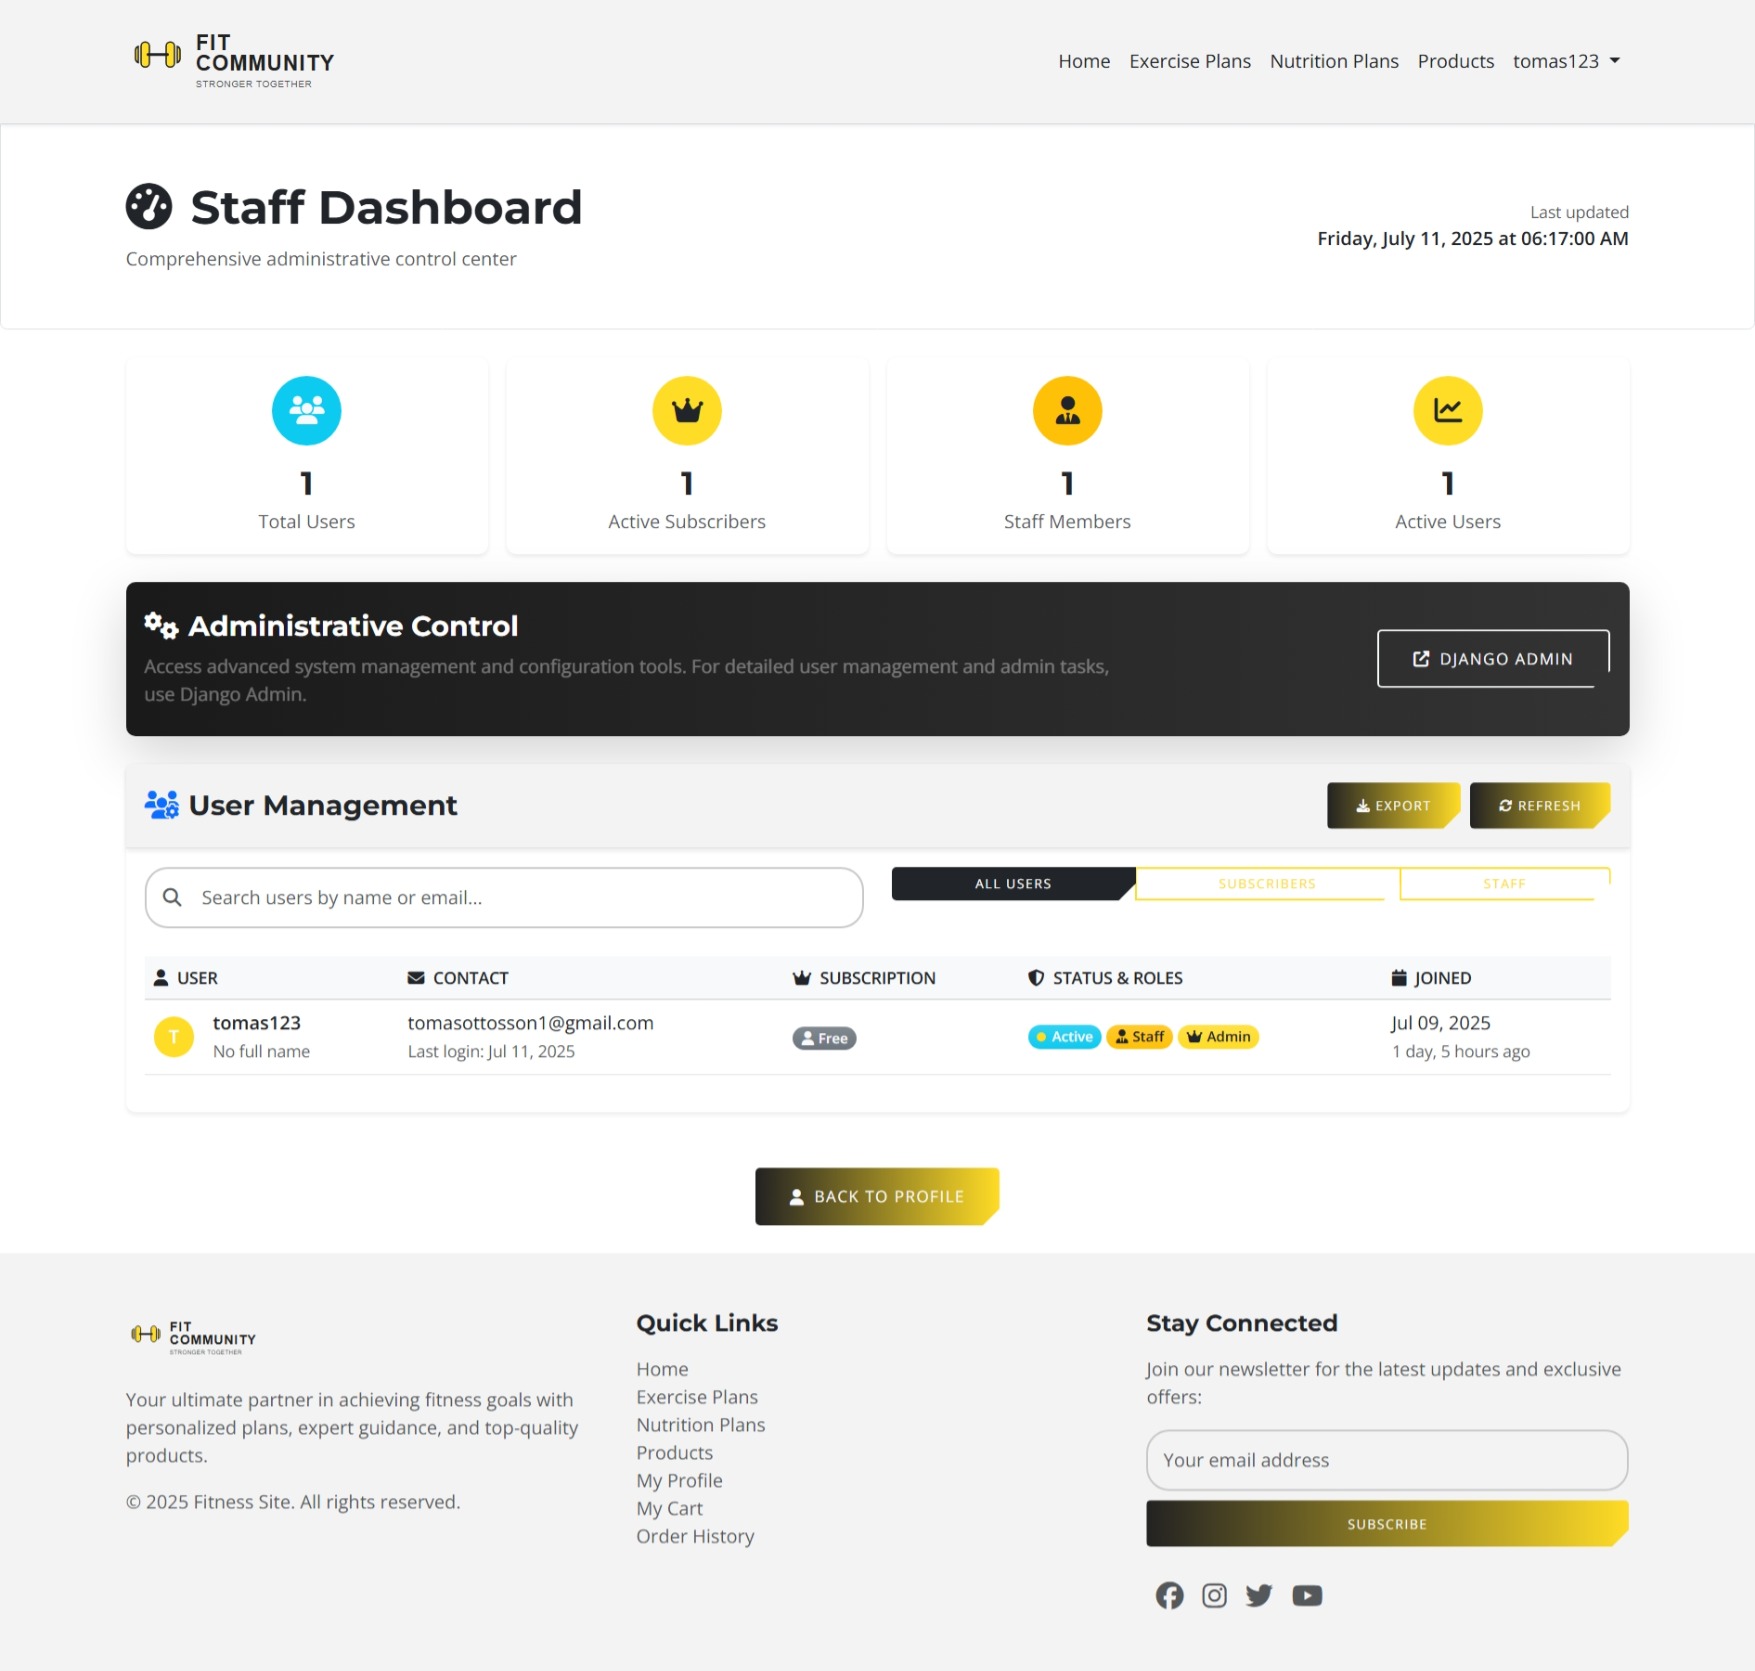 FIT
COMMUNITY
STRONGER TOGETHER
Home Exercise Plans Nutrition Plans Products tomas123
Staff Dashboard
Comprehensive administrative control center
Last updated
Friday, July 11, 2025 at 06:17:00 AM
1
Total Users
1
Active Subscribers
1
Staff Members
1
Active Users
Administrative Control
Access advanced system management and configuration tools. For detailed user management and admin tasks,
use Django Admin.
DJANGO ADMIN
User Management
EXPORT REFRESH
Search users by name or email...
ALL USERS SUBSCRIBERS STAFF
USER CONTACT SUBSCRIPTION STATUS & ROLES JOINED
T
tomas123
No full name
tomasottosson1@gmail.com
Last login: Jul 11, 2025
Free
Active Staff Admin
Jul 09, 2025
1 day, 5 hours ago
BACK TO PROFILE
FIT
COMMUNITY
STRONGER TOGETHER
Your ultimate partner in achieving fitness goals with
personalized plans, expert guidance, and top-quality
products.
© 2025 Fitness Site. All rights reserved.
Quick Links
Home
Exercise Plans
Nutrition Plans
Products
My Profile
My Cart
Order History
Stay Connected
Join our newsletter for the latest updates and exclusive
offers:
Your email address
SUBSCRIBE